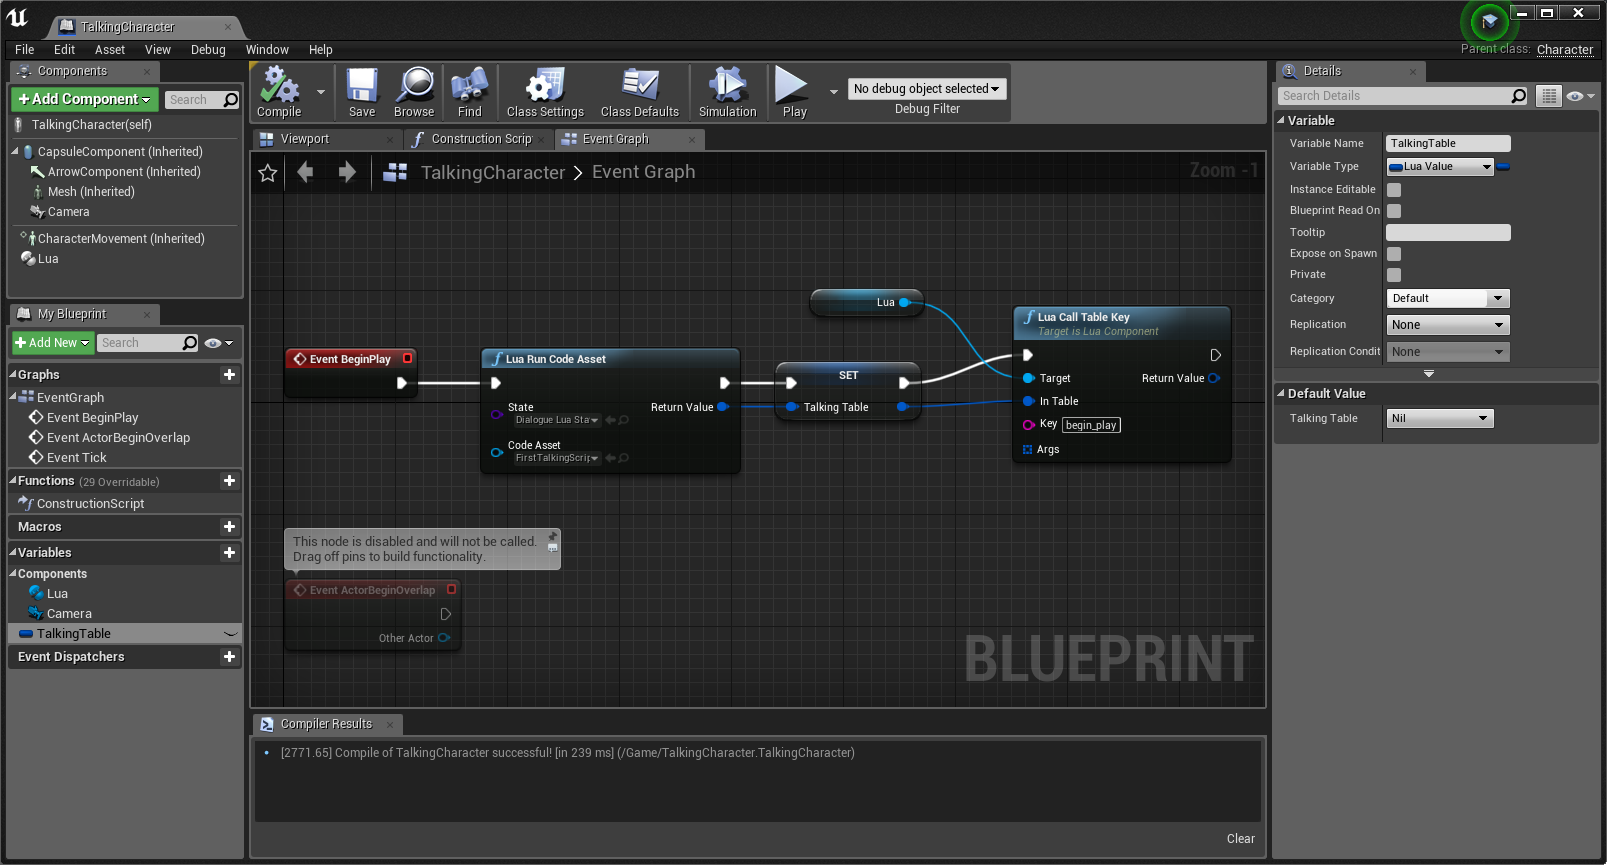 TalkingCharacter
File Edit Asset View Debug Window Help
Parent class: Character
Components
+ Add Component
Search
TalkingCharacter(self)
CapsuleComponent (Inherited)
ArrowComponent (Inherited)
Mesh (Inherited)
Camera
CharacterMovement (Inherited)
Lua
My Blueprint
+ Add New
Search
Graphs
EventGraph
Event BeginPlay
Event ActorBeginOverlap
Event Tick
Functions (29 Overridable)
ConstructionScript
Macros
Variables
Components
Lua
Camera
TalkingTable
Event Dispatchers
Compile
Save
Browse
Find
Class Settings
Class Defaults
Simulation
Play
No debug object selected
Debug Filter
Viewport
Construction Scrip
Event Graph
TalkingCharacter > Event Graph
Zoom -1
Event BeginPlay
Lua Run Code Asset
State
Dialogue Lua Sta
Return Value
Code Asset
FirstTalkingScrip
SET
Talking Table
Lua
Lua Call Table Key
Target is Lua Component
Target
Return Value
In Table
Key begin_play
Args
This node is disabled and will not be called.
Drag off pins to build functionality.
Event ActorBeginOverlap
Other Actor
BLUEPRINT
Compiler Results
[2771.65] Compile of TalkingCharacter successful! [in 239 ms] (/Game/TalkingCharacter.TalkingCharacter)
Clear
Details
Search Details
Variable
Variable Name TalkingTable
Variable Type Lua Value
Instance Editable
Blueprint Read On
Tooltip
Expose on Spawn
Private
Category Default
Replication None
Replication Condit None
Default Value
Talking Table Nil